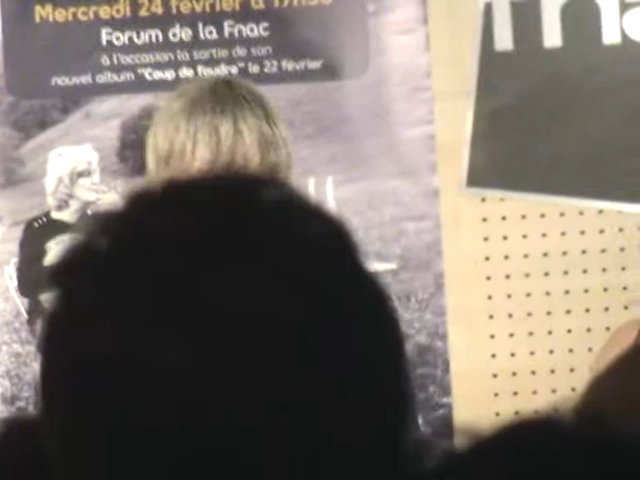 Mercredi 24 février à 17h30
Forum de la Fnac
à l'occasion la sortie de son
nouvel album "Coup de foudre" le 22 février
fna